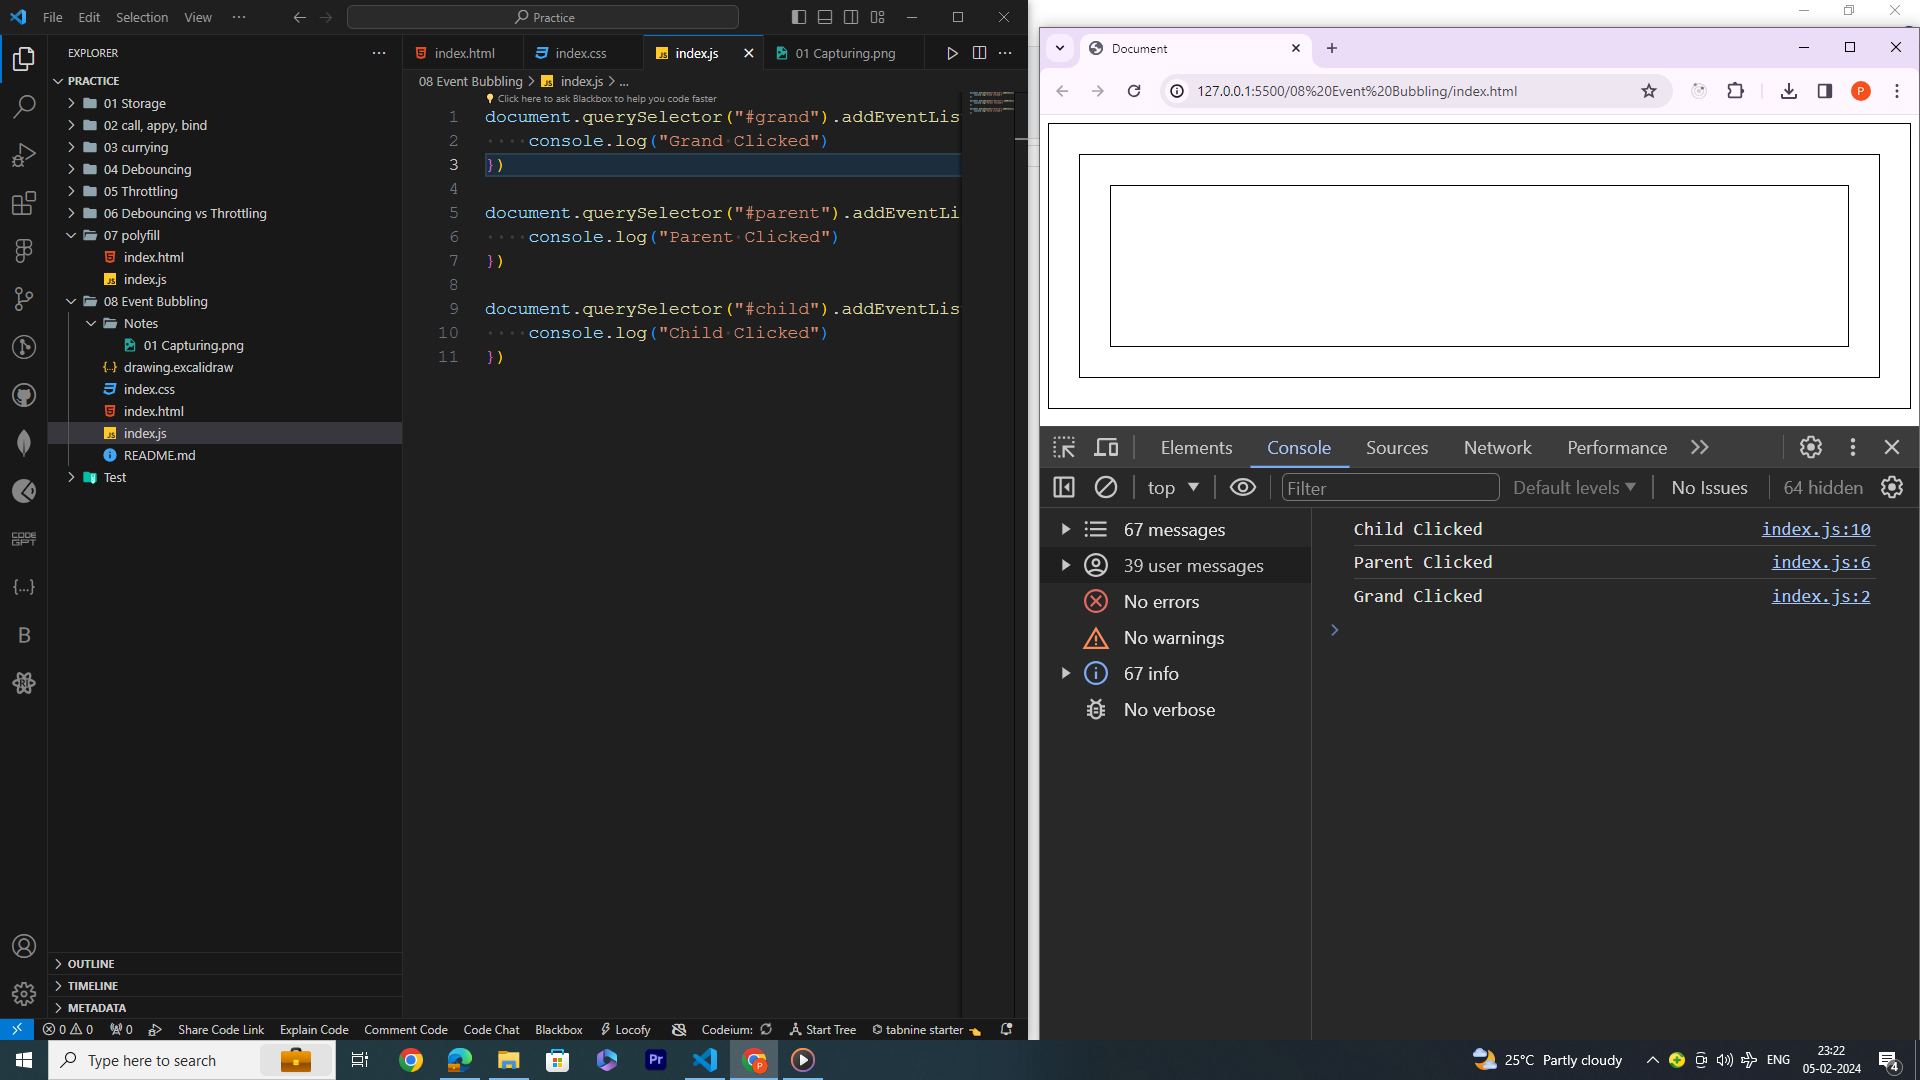 File
Edit
Selection
View
Practice
EXPLORER
PRACTICE
01 Storage
02 call, appy, bind
03 currying
04 Debouncing
05 Throttling
06 Debouncing vs Throttling
07 polyfill
index.html
index.js
08 Event Bubbling
Notes
01 Capturing.png
drawing.excalidraw
index.css
index.html
index.js
README.md
Test
OUTLINE
TIMELINE
METADATA
index.html
index.css
index.js
01 Capturing.png
08 Event Bubbling > index.js > ...
Click here to ask Blackbox to help you code faster
1 document.querySelector("#grand").addEventLis
2 console.log("Grand Clicked")
3 })
4
5 document.querySelector("#parent").addEventLi
6 console.log("Parent Clicked")
7 })
8
9 document.querySelector("#child").addEventLis
10 console.log("Child Clicked")
11 })
0 0 0
Share Code Link
Explain Code
Comment Code
Code Chat
Blackbox
Locofy
Codeium:
Start Tree
tabnine starter
Document
127.0.0.1:5500/08%20Event%20Bubbling/index.html
P
Elements
Console
Sources
Network
Performance
top
Filter
Default levels
No Issues
64 hidden
67 messages
39 user messages
No errors
No warnings
67 info
No verbose
Child Clicked index.js:10
Parent Clicked index.js:6
Grand Clicked index.js:2
CODE
GPT
B
Type here to search
Pr
P
25°C Partly cloudy
ENG
23:22
05-02-2024
4